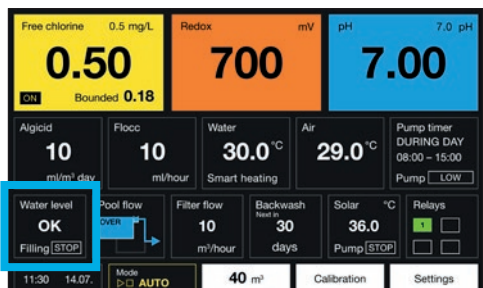 Free chlorine 0.5 mg/L
0.50
ON Bounded 0.18
Redox mV
700
pH 7.0 pH
7.00
Algicid
10
ml/m³ day
Flocc
10
ml/hour
Water
30.0 °C
Smart heating
Air
29.0 °C
Pump timer
DURING DAY
08:00 – 15:00
Pump LOW
Water level
OK
Filling STOP
Pool flow
OVER
Filter flow
10
m³/hour
Backwash
Next in
30
days
Solar °C
36.0
Pump STOP
Relays
1
11:30 14.07.
Mode
AUTO
40 m³
Calibration
Settings